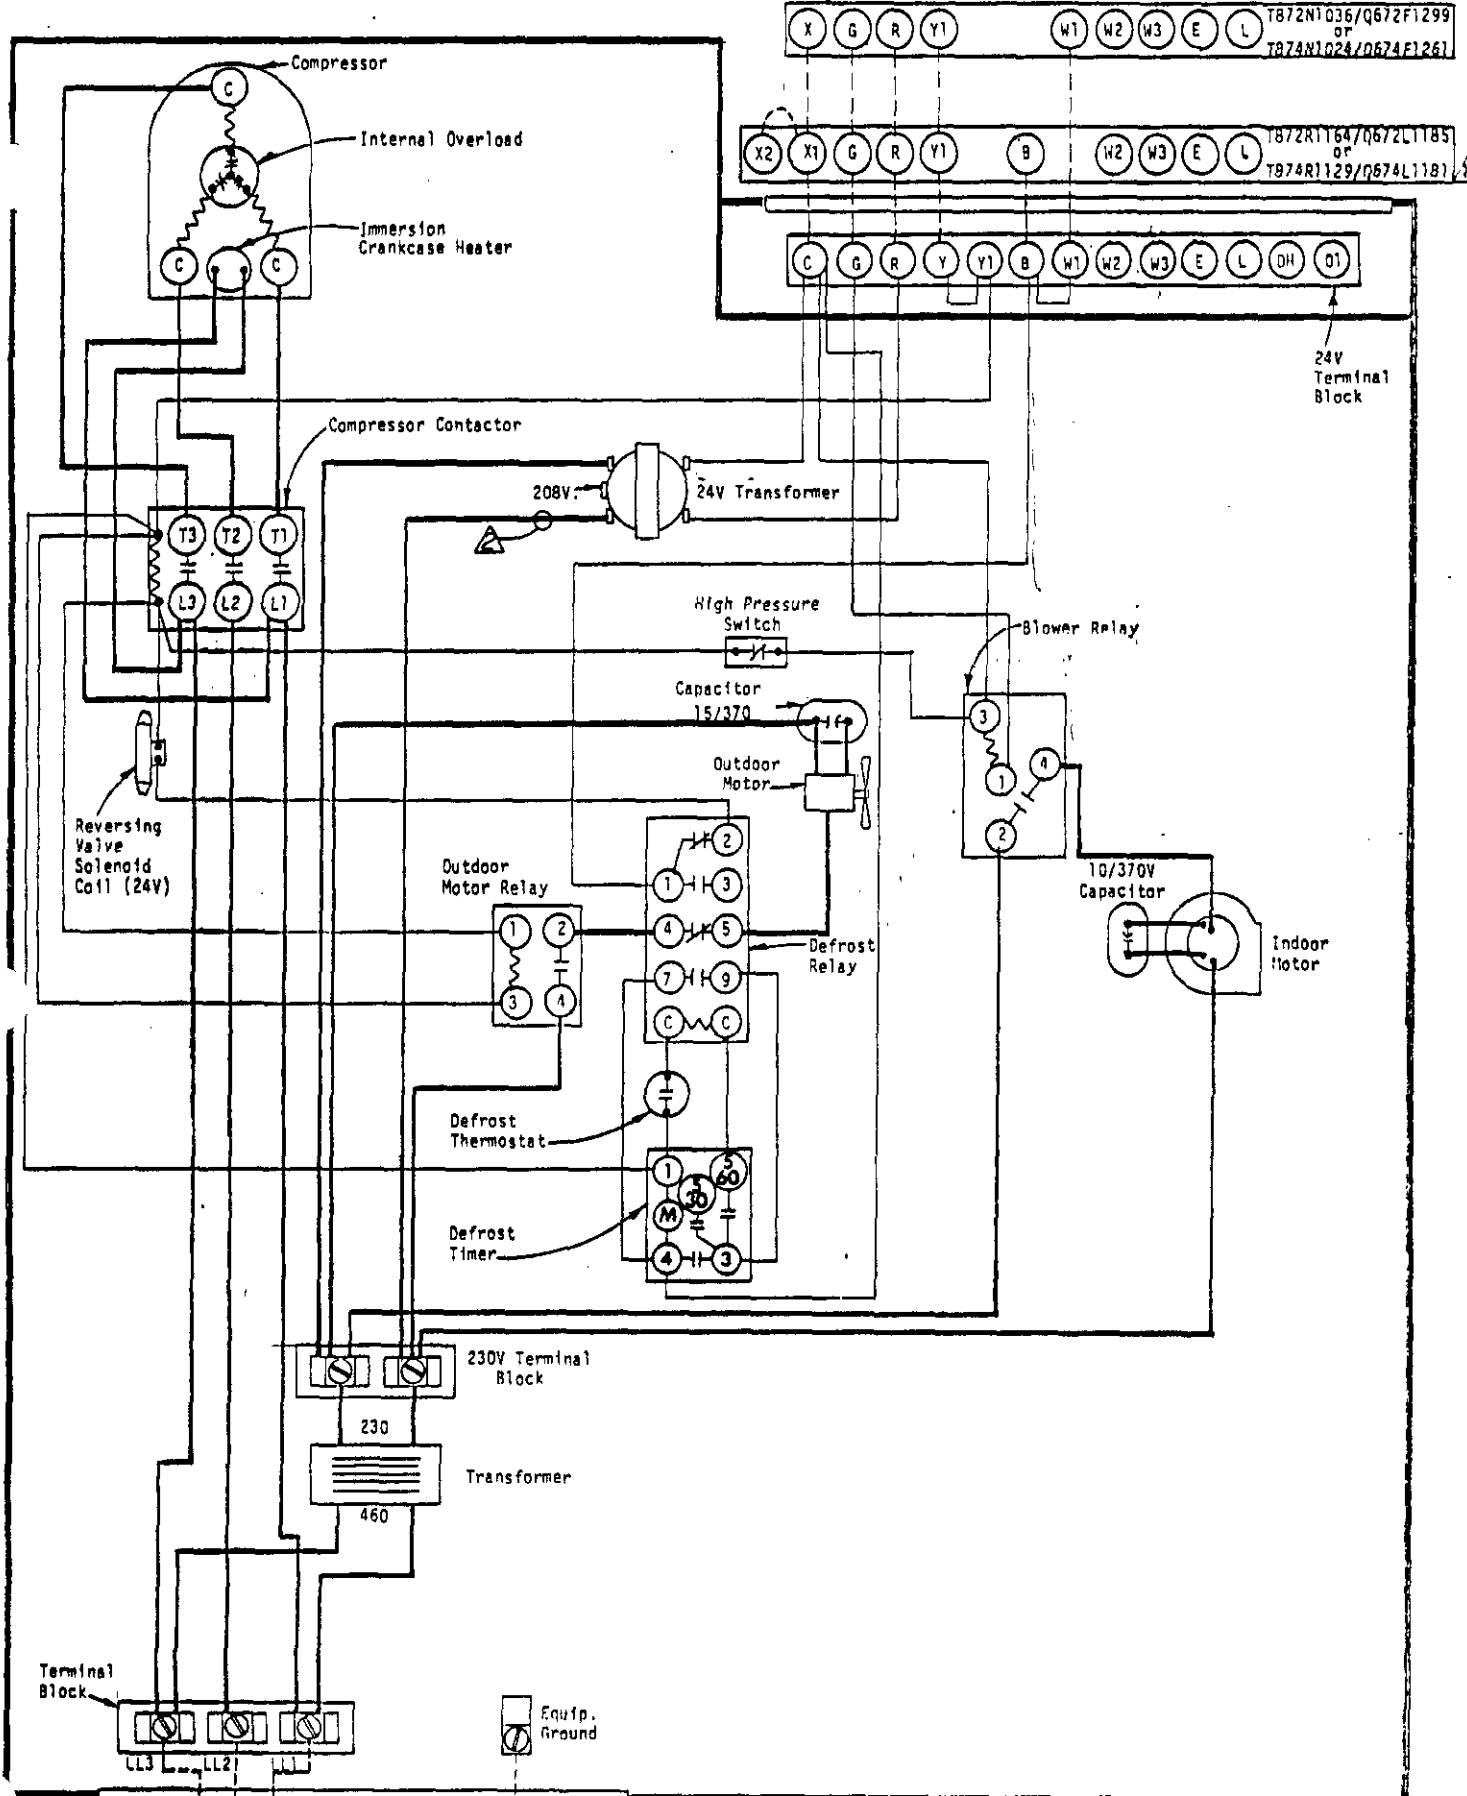 X G R Y1 W1 W2 W3 E L
T872N1036/Q672F1299
or
T874N1024/Q674F1261
X2 X1 G R Y1 B W2 W3 E L
T872R1164/Q672L1185
or
T874R1129/Q674L1181
C G R Y Y1 B W1 W2 W3 E L DH O1
24V
Terminal
Block
Compressor
C
Internal Overload
Immersion
Crankcase Heater
C C
Compressor Contactor
208V.
24V Transformer
2
T3 T2 T1
L3 L2 L1
High Pressure
Switch
Blower Relay
3
1
4
2
Capacitor
15/370
Outdoor
Motor
Reversing
Valve
Solenoid
Coil (24V)
10/370V
Capacitor
Indoor
Motor
Outdoor
Motor Relay
1 2
3 4
2
1 3
4 5
7 9
C C
Defrost
Relay
Defrost
Thermostat
1
5
30
5
60
M
4 3
Defrost
Timer
230V Terminal
Block
230
Transformer
460
Terminal
Block
LL3 LL2 LL1
Equip.
Ground